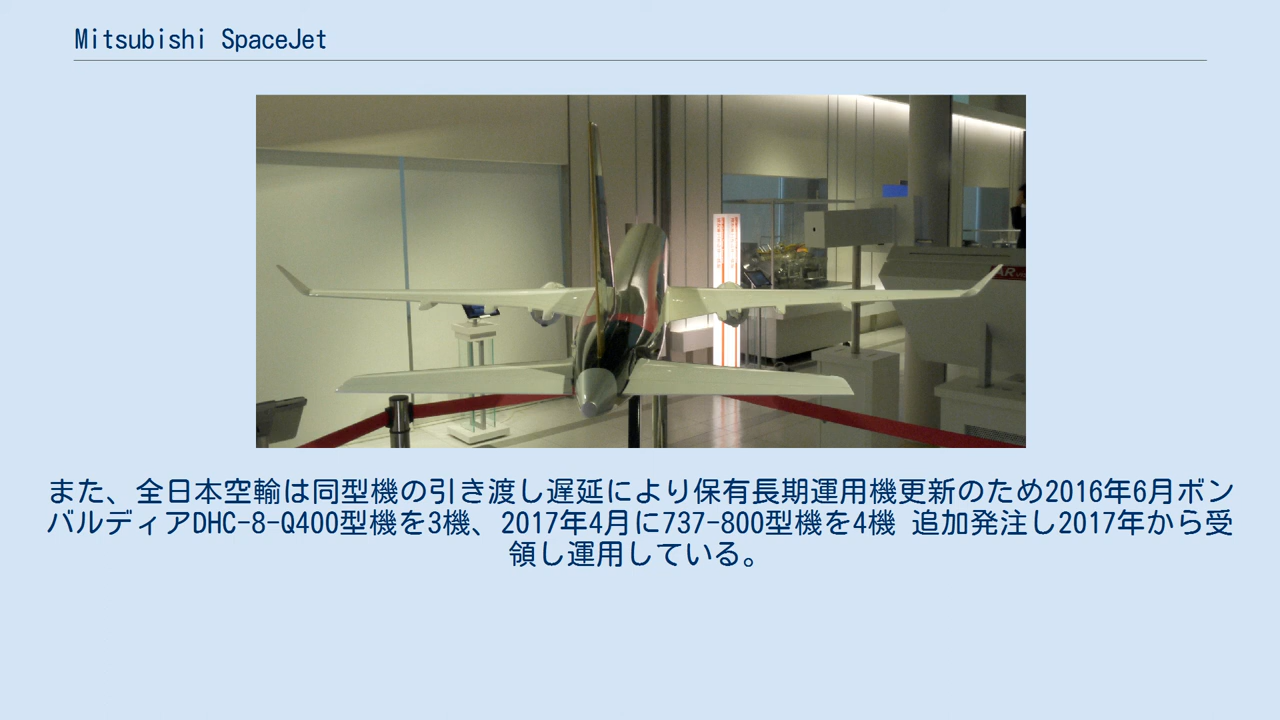 Mitsubishi SpaceJet
AR
また、全日本空輸は同型機の引き渡し遅延により保有長期運用機更新のため2016年6月ボン
バルディアDHC-8-Q400型機を3機、2017年4月に737-800型機を4機 追加発注し2017年から受
領し運用している。